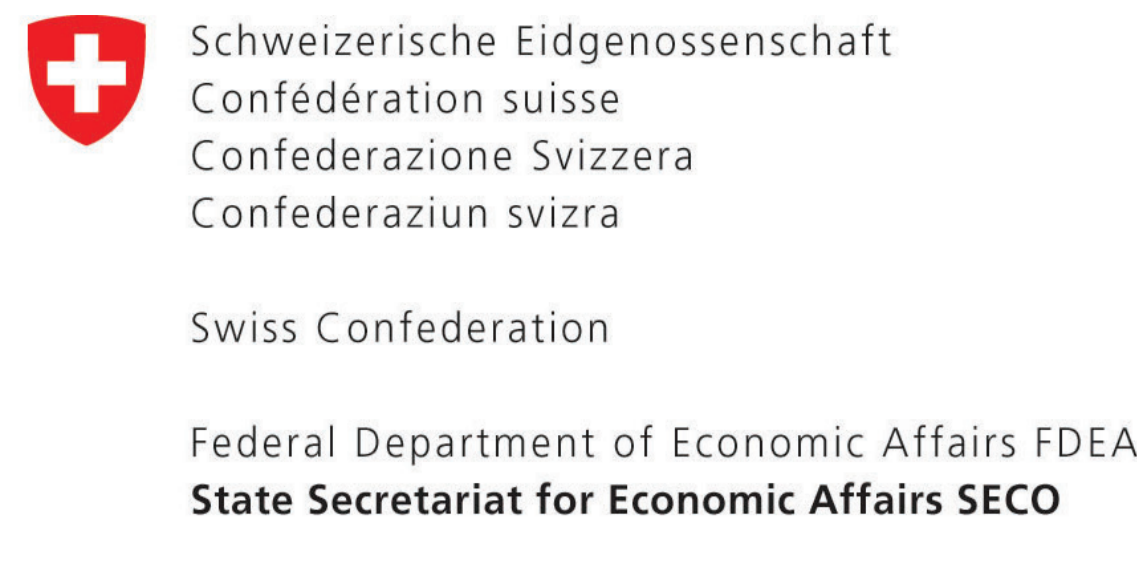 Schweizerische Eidgenossenschaft
Confédération suisse
Confederazione Svizzera
Confederaziun svizra
Swiss Confederation
Federal Department of Economic Affairs FDEA
State Secretariat for Economic Affairs SECO